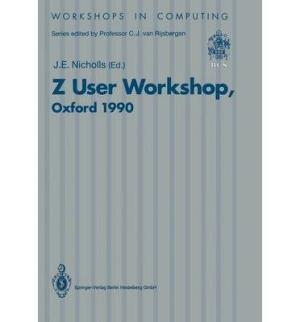 WORKSHOPS IN COMPUTING
Series edited by Professor C.J. van Rijsbergen
BCS
J.E. Nicholls (Ed.)
Z User Workshop,
Oxford 1990
Springer-Verlag Berlin Heidelberg GmbH